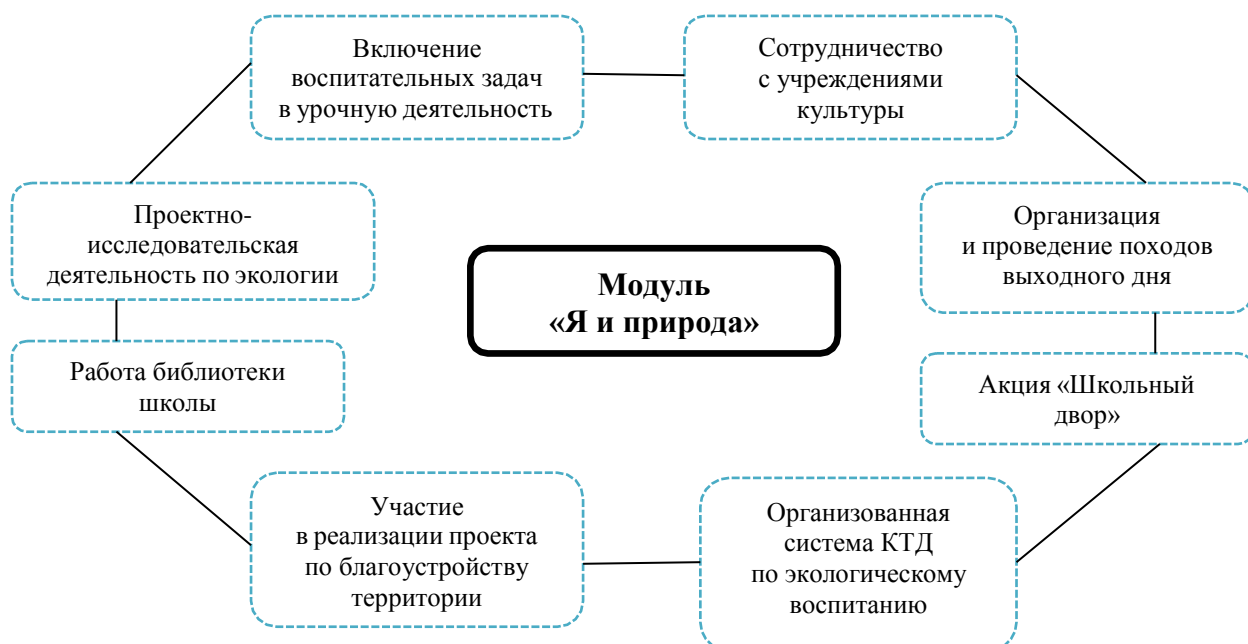 Включение
воспитательных задач
в урочную деятельность
Сотрудничество
с учреждениями
культуры
Проектно-
исследовательская
деятельность по экологии
Организация
и проведение походов
выходного дня
Модуль
«Я и природа»
Работа библиотеки
школы
Акция «Школьный
двор»
Участие
в реализации проекта
по благоустройству
территории
Организованная
система КТД
по экологическому
воспитанию